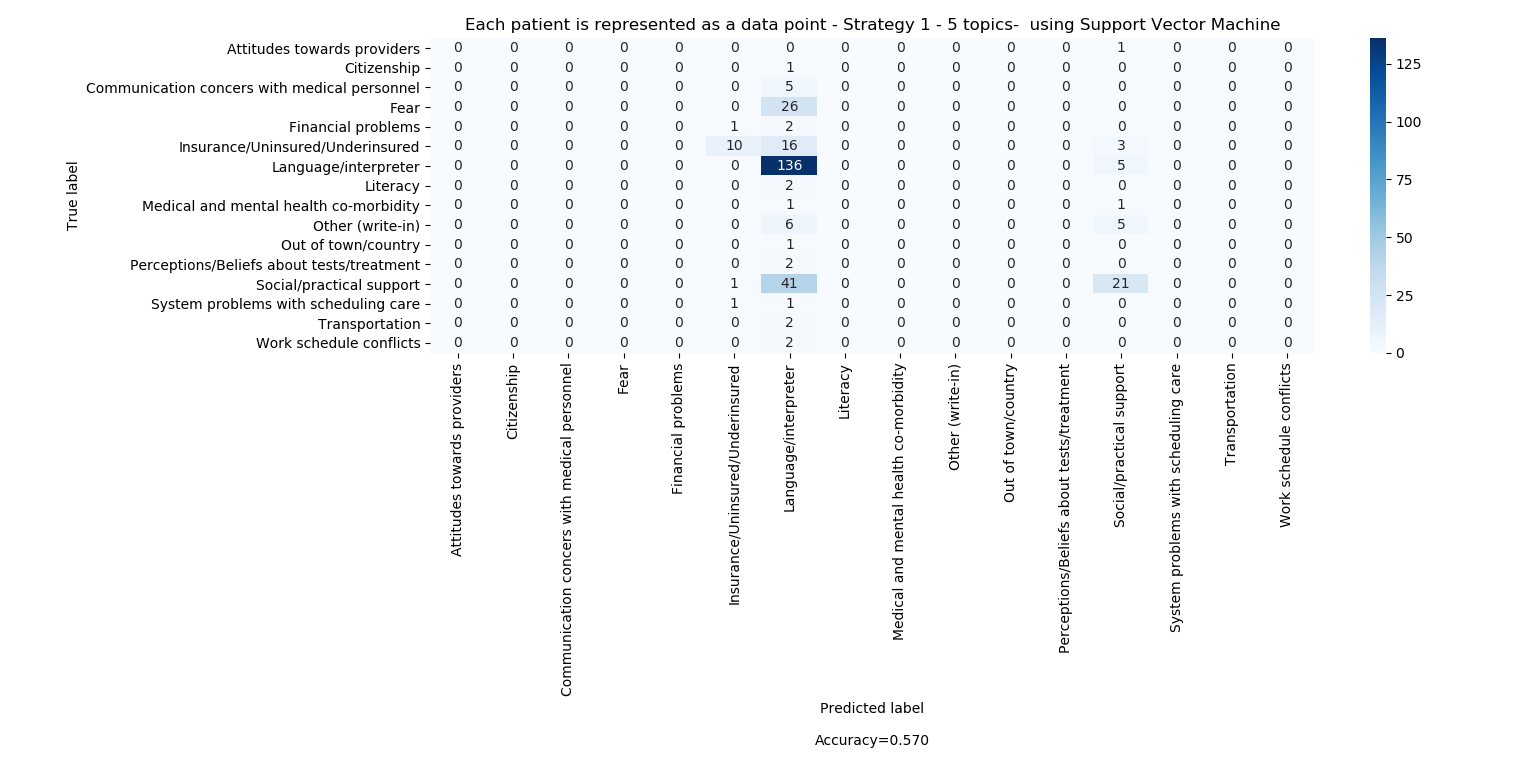 Each patient is represented as a data point - Strategy 1 - 5 topics-  using Support Vector Machine
Attitudes towards providers 0 0 0 0 0 0 0 0 0 0 0 0 1 0 0 0
Citizenship 0 0 0 0 0 0 1 0 0 0 0 0 0 0 0 0
Communication concers with medical personnel 0 0 0 0 0 0 5 0 0 0 0 0 0 0 0 0
Fear 0 0 0 0 0 0 26 0 0 0 0 0 0 0 0 0
Financial problems 0 0 0 0 0 1 2 0 0 0 0 0 0 0 0 0
Insurance/Uninsured/Underinsured 0 0 0 0 0 10 16 0 0 0 0 0 3 0 0 0
Language/interpreter 0 0 0 0 0 0 136 0 0 0 0 0 5 0 0 0
Literacy 0 0 0 0 0 0 2 0 0 0 0 0 0 0 0 0
Medical and mental health co-morbidity 0 0 0 0 0 0 1 0 0 0 0 0 1 0 0 0
Other (write-in) 0 0 0 0 0 0 6 0 0 0 0 0 5 0 0 0
Out of town/country 0 0 0 0 0 0 1 0 0 0 0 0 0 0 0 0
Perceptions/Beliefs about tests/treatment 0 0 0 0 0 0 2 0 0 0 0 0 0 0 0 0
Social/practical support 0 0 0 0 0 1 41 0 0 0 0 0 21 0 0 0
System problems with scheduling care 0 0 0 0 0 1 1 0 0 0 0 0 0 0 0 0
Transportation 0 0 0 0 0 0 2 0 0 0 0 0 0 0 0 0
Work schedule conflicts 0 0 0 0 0 0 2 0 0 0 0 0 0 0 0 0
True label
Attitudes towards providers
Citizenship
Communication concers with medical personnel
Fear
Financial problems
Insurance/Uninsured/Underinsured
Language/interpreter
Literacy
Medical and mental health co-morbidity
Other (write-in)
Out of town/country
Perceptions/Beliefs about tests/treatment
Social/practical support
System problems with scheduling care
Transportation
Work schedule conflicts
Predicted label
Accuracy=0.570
125
100
75
50
25
0